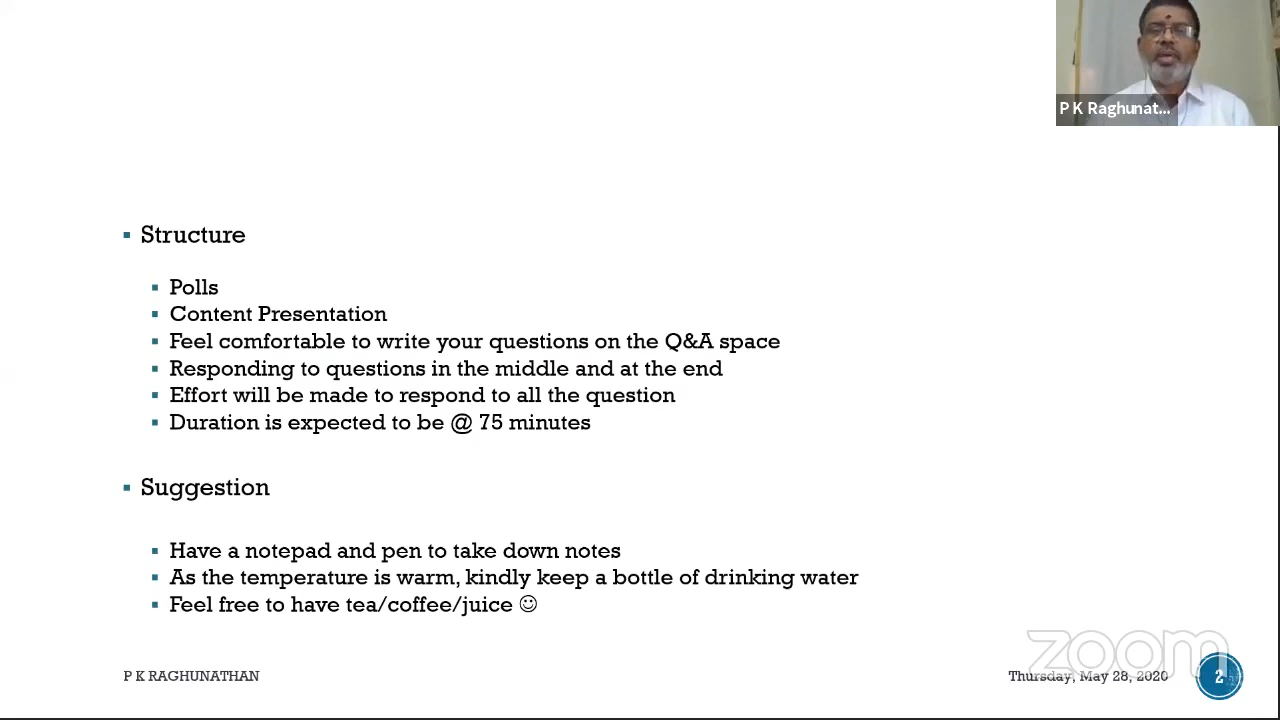 P K Raghunat...
Structure
Polls
Content Presentation
Feel comfortable to write your questions on the Q&A space
Responding to questions in the middle and at the end
Effort will be made to respond to all the question
Duration is expected to be @ 75 minutes
Suggestion
Have a notepad and pen to take down notes
As the temperature is warm, kindly keep a bottle of drinking water
Feel free to have tea/coffee/juice ☺
zoom
P K RAGHUNATHAN
Thursday, May 28, 2020
2